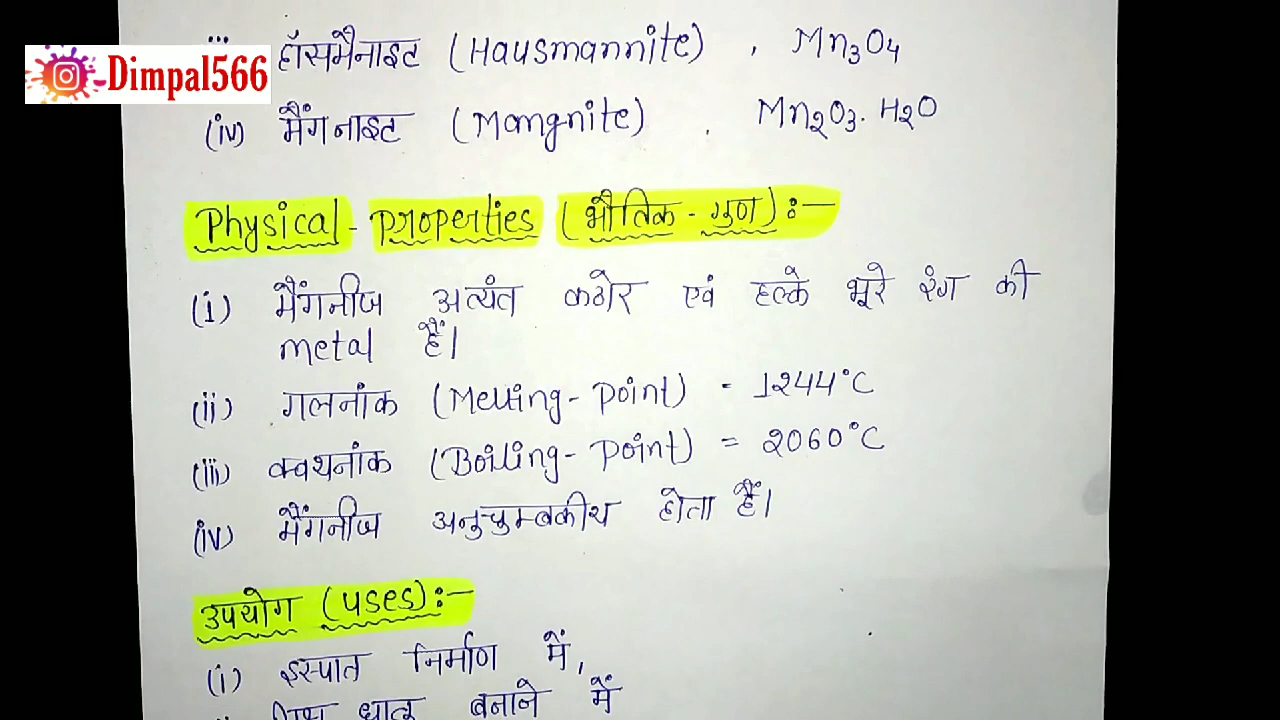 iii हॉसमैनाइट (Hausmannite) , Mn3O4
-Dimpal566
(iv) मैंगनाइट (Mangnite) . Mn2O3. H2O
Physical- Properties (भौतिक - गुण) :-
(i) मैंगनीज अत्यंत कठोर एवं हल्के भूरे रंग की
metal हैं।
(ii) गलनांक (Melting- Point) - 1244°C
(iii) क्वथनांक (Boiling- Point) = 2060°C
(iv) मैंगनीज अनुचुम्बकीय होता हैं।
उपयोग (uses) :-
(i) इस्पात निर्माण में,
धातु बनाने में